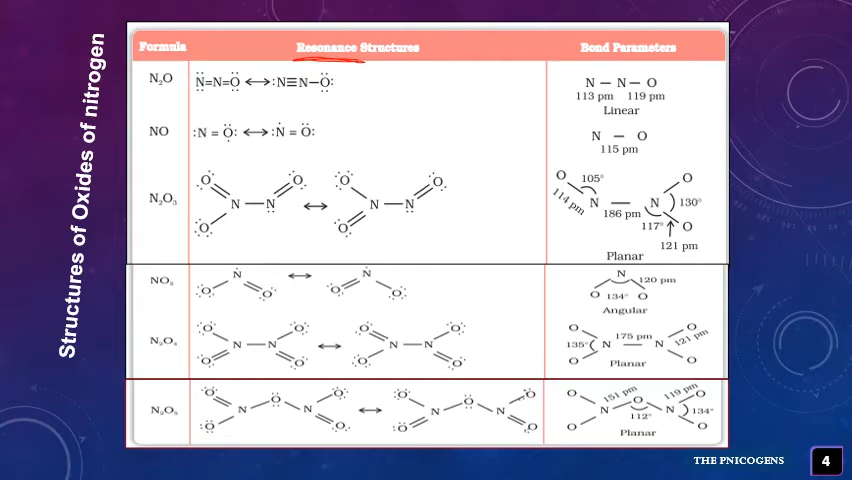 Structures of Oxides of nitrogen
Formula Resonance Structures Bond Parameters
N₂O N̈=N=Ö ⟷ :N≡N–Ö: N – N – O
113 pm 119 pm
Linear
NO :N = Ö: ⟷ :N = Ö: N – O
115 pm
N₂O₃ O N N O O ⟷ O N N O O O 105° O
114 pm N – N 130°
186 pm
117° O
121 pm
Planar
NO₂ N O O ⟷ N O O N 120 pm
O 134° O
Angular
N₂O₄ O O N – N O O ⟷ O O N – N O O O O
135° N — N 175 pm 121 pm
O O
Planar
N₂O₅ O O N O N O O ⟷ O O N O N O O O 151 pm O 119 pm O
N 112° N 134°
O O
Planar
THE PNICOGENS 4